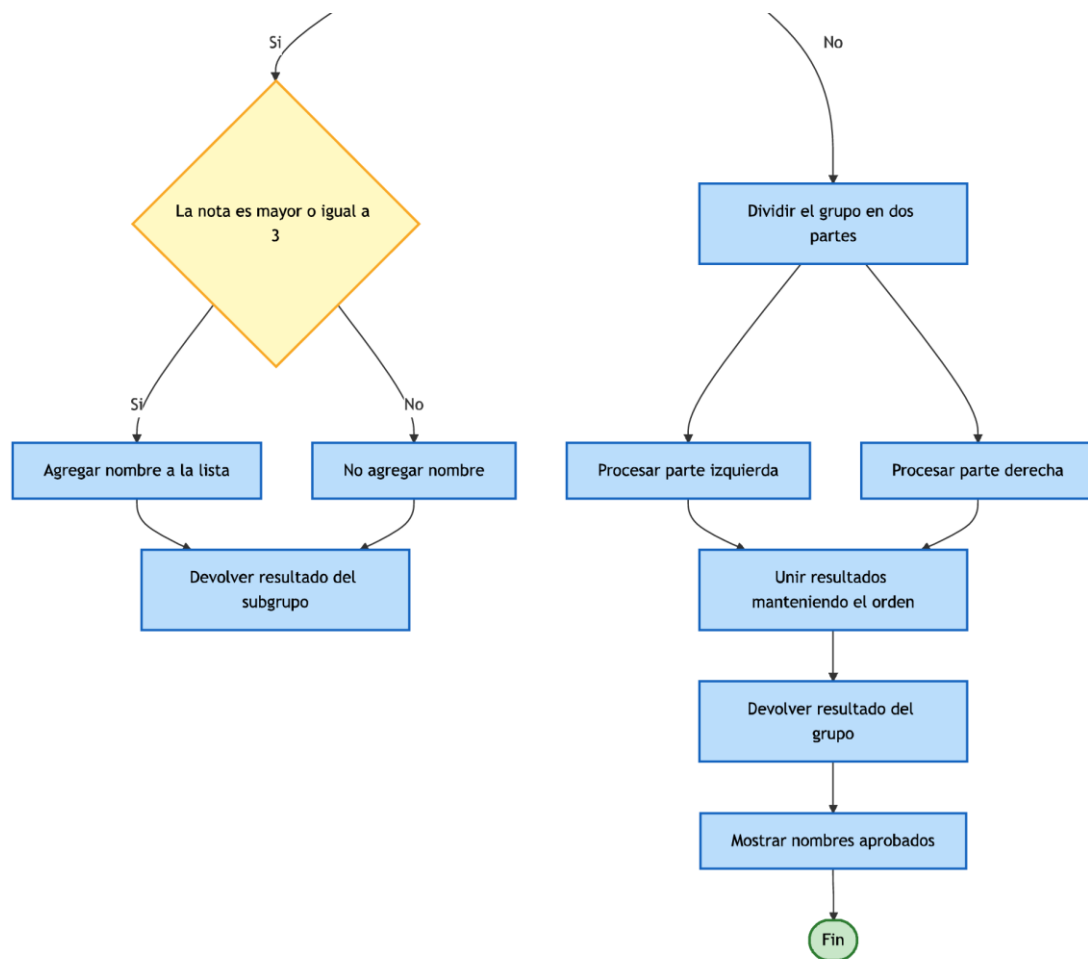 Si
No
La nota es mayor o igual a
3
Dividir el grupo en dos
partes
Si
No
Agregar nombre a la lista
No agregar nombre
Procesar parte izquierda
Procesar parte derecha
Devolver resultado del
subgrupo
Unir resultados
manteniendo el orden
Devolver resultado del
grupo
Mostrar nombres aprobados
Fin